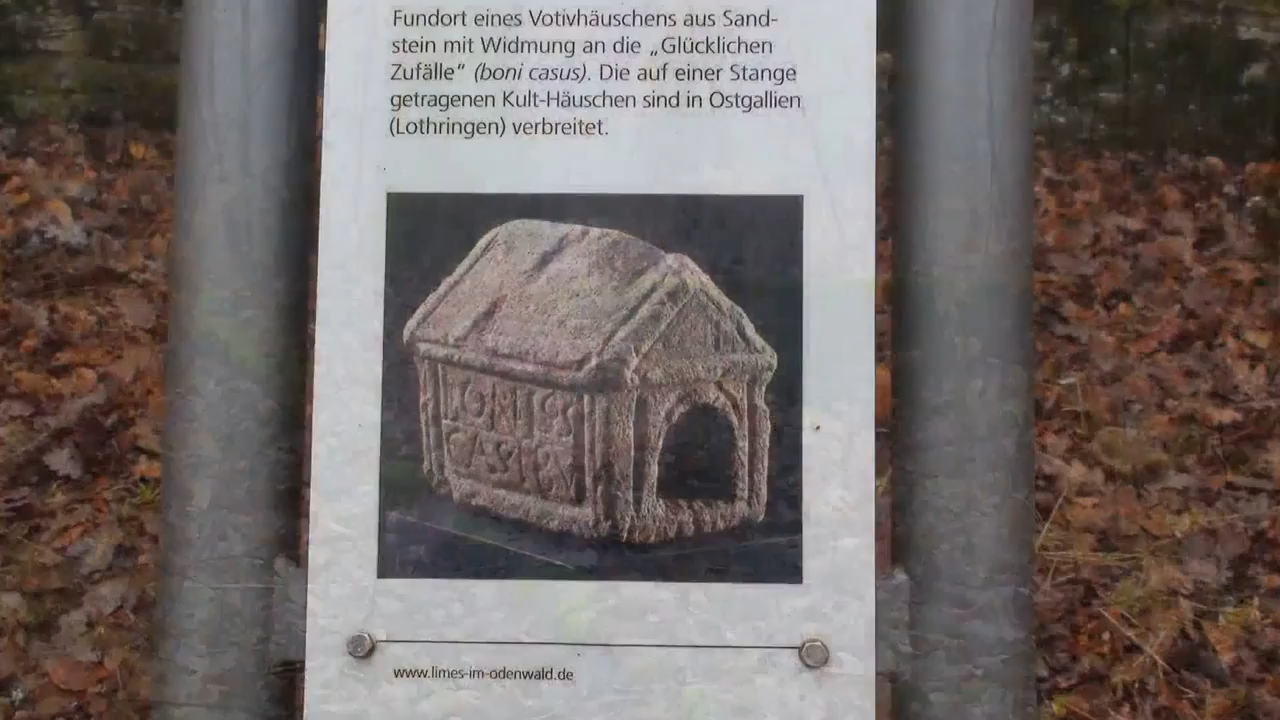 Fundort eines Votivhäuschens aus Sand-
stein mit Widmung an die „Glücklichen
Zufälle“ (boni casus). Die auf einer Stange
getragenen Kult-Häuschen sind in Ostgallien
(Lothringen) verbreitet.
www.limes-im-odenwald.de